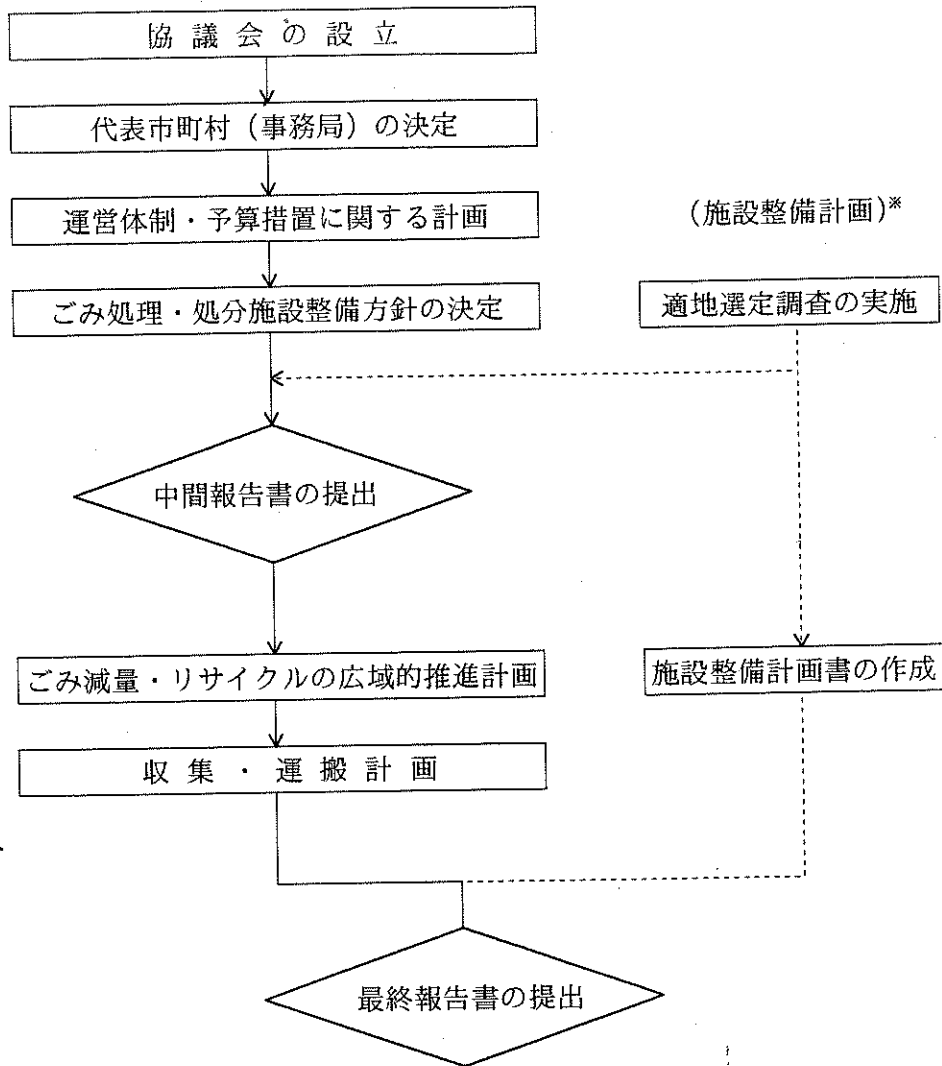 協議会の設立
代表市町村（事務局）の決定
運営体制・予算措置に関する計画
（施設整備計画）※
ごみ処理・処分施設整備方針の決定
適地選定調査の実施
中間報告書の提出
ごみ減量・リサイクルの広域的推進計画
施設整備計画書の作成
収集・運搬計画
最終報告書の提出